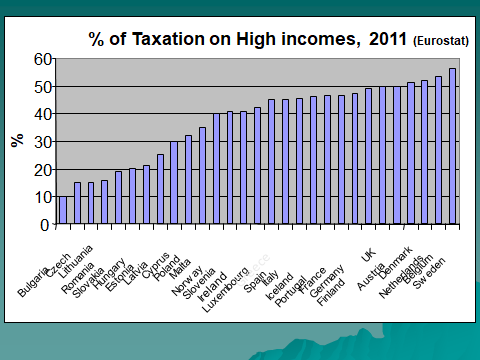 % of Taxation on High incomes, 2011 (Eurostat)
60
50
40
30
20
10
0
%
Bulgaria
Czech
Lithuania
Romania
Slovakia
Hungary
Estonia
Latvia
Cyprus
Poland
Malta
Norway
Slovenia
Ireland
Luxembourg
Spain
Italy
Iceland
Portugal
France
Germany
Finland
UK
Austria
Denmark
Netherlands
Belgium
Sweden